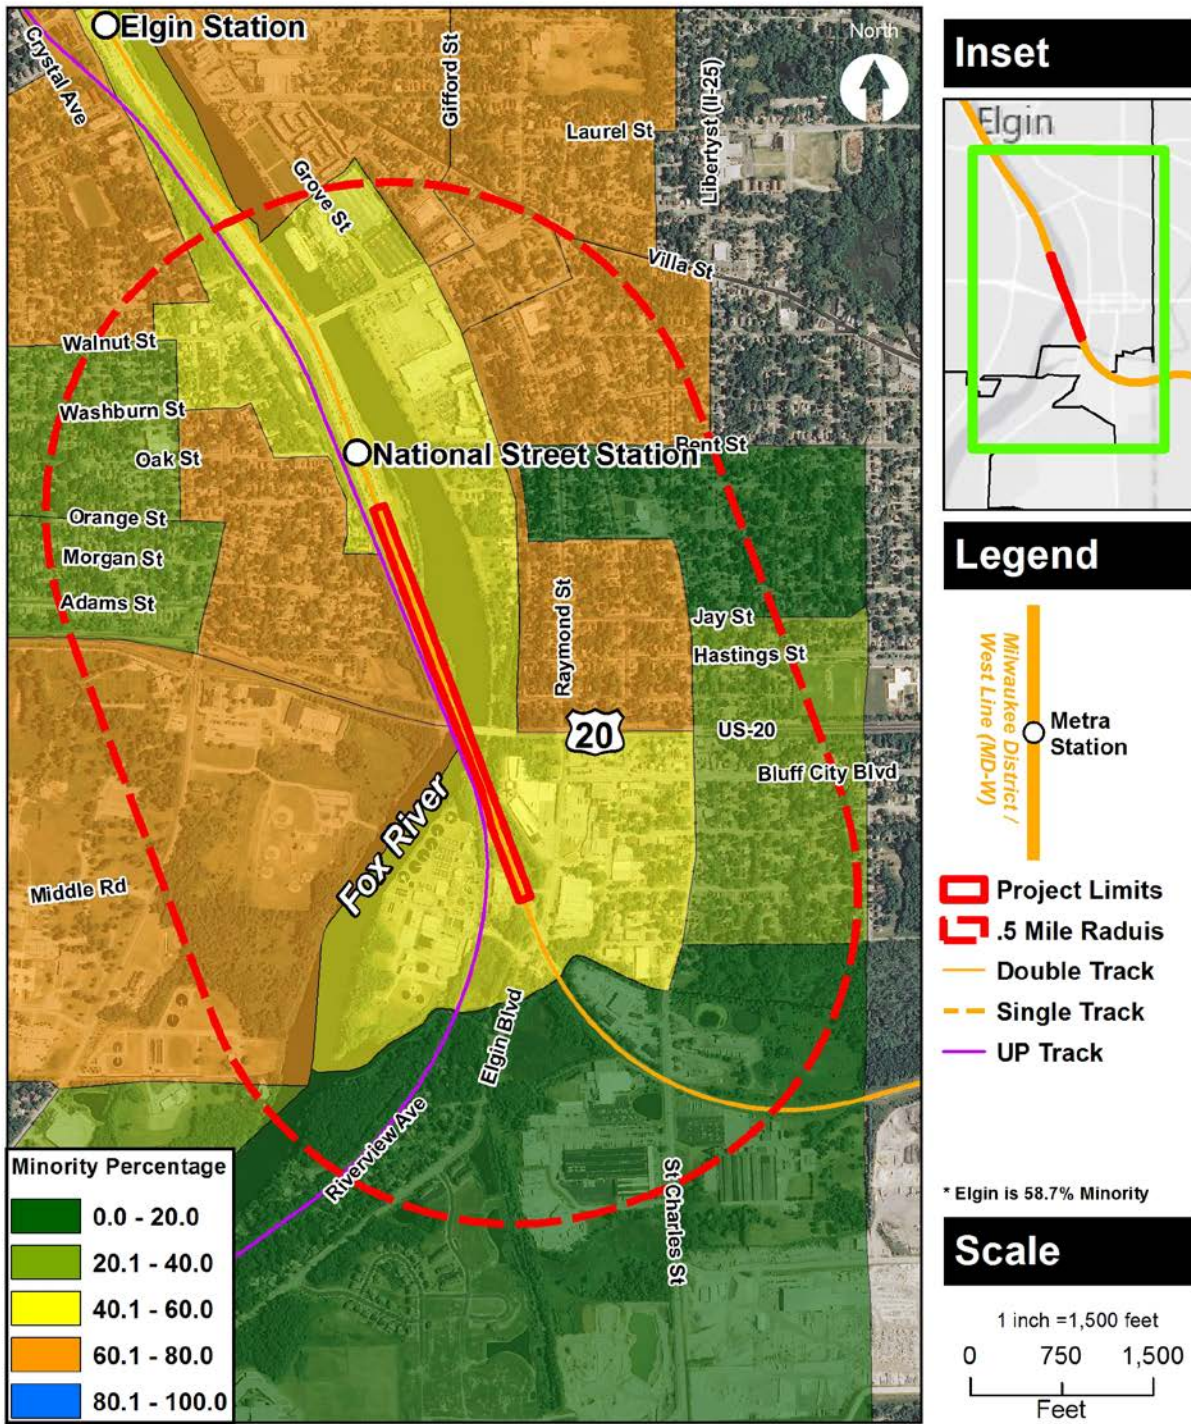 Elgin Station
North
Crystal Ave
Gifford St
Laurel St
Libertyst (Il-25)
Grove St
Villa St
Walnut St
Washburn St
Oak St
National Street Station
Bent St
Orange St
Morgan St
Adams St
Raymond St
Jay St
Hastings St
20
US-20
Bluff City Blvd
Fox River
Middle Rd
Elgin Blvd
Riverview Ave
St Charles St
Minority Percentage
0.0 - 20.0
20.1 - 40.0
40.1 - 60.0
60.1 - 80.0
80.1 - 100.0
Inset
Elgin
Legend
Milwaukee District /
West Line (MD-W)
Metra
Station
Project Limits
.5 Mile Raduis
Double Track
Single Track
UP Track
* Elgin is 58.7% Minority
Scale
1 inch =1,500 feet
0 750 1,500
Feet